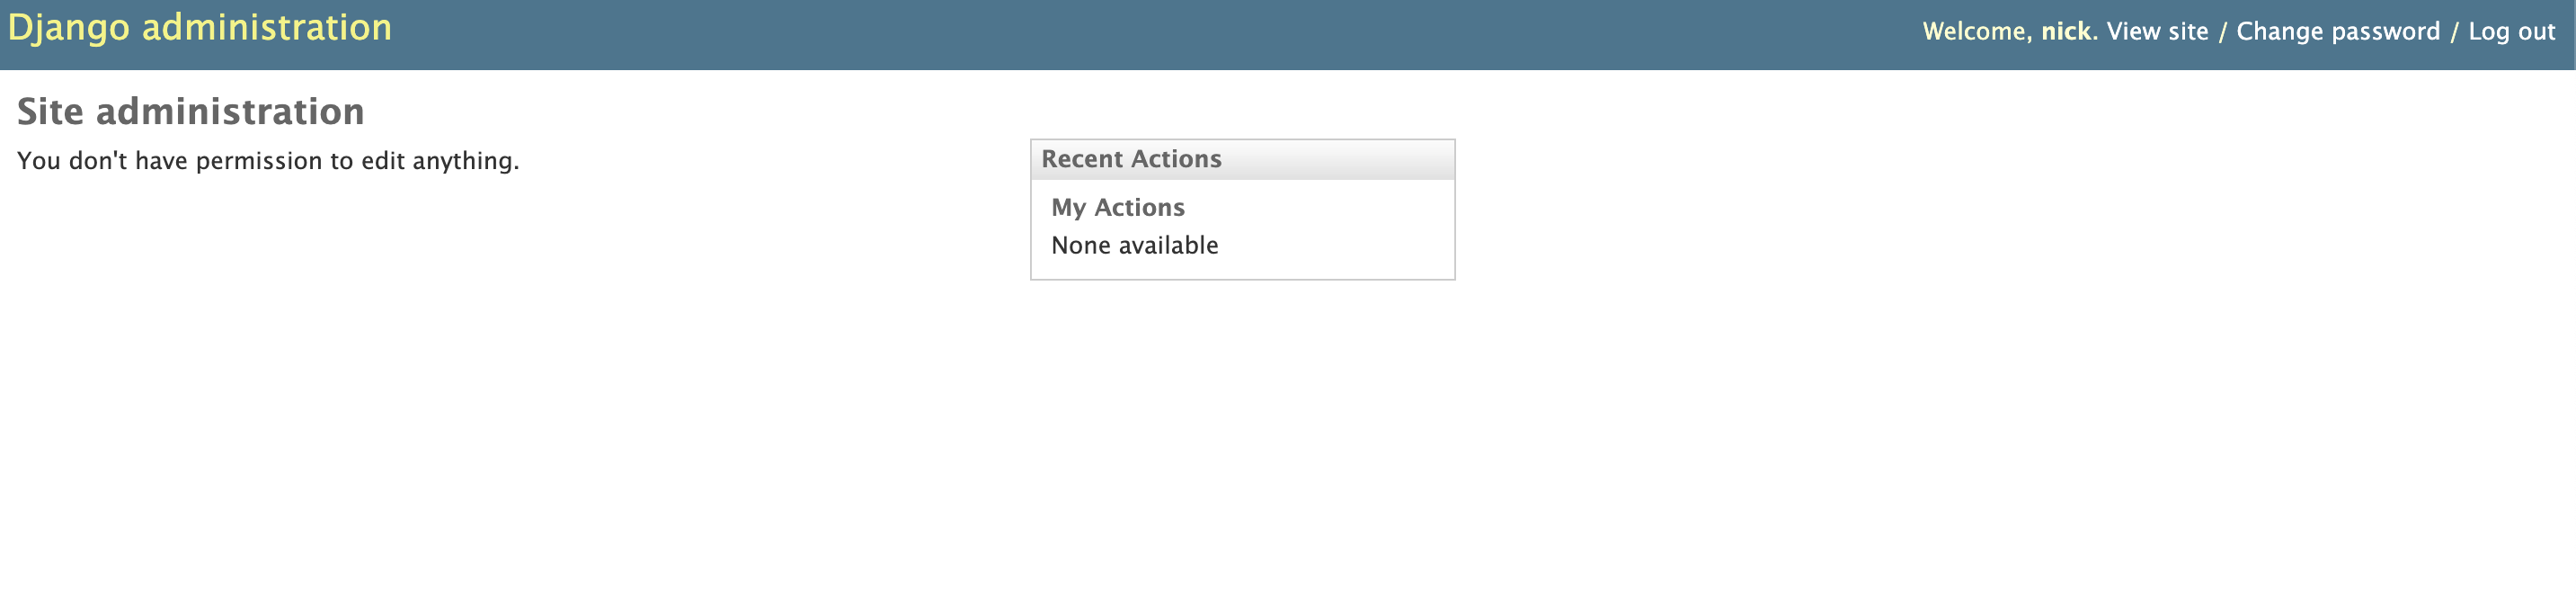 Django administration
Welcome, nick. View site / Change password / Log out
Site administration
You don't have permission to edit anything.
Recent Actions
My Actions
None available